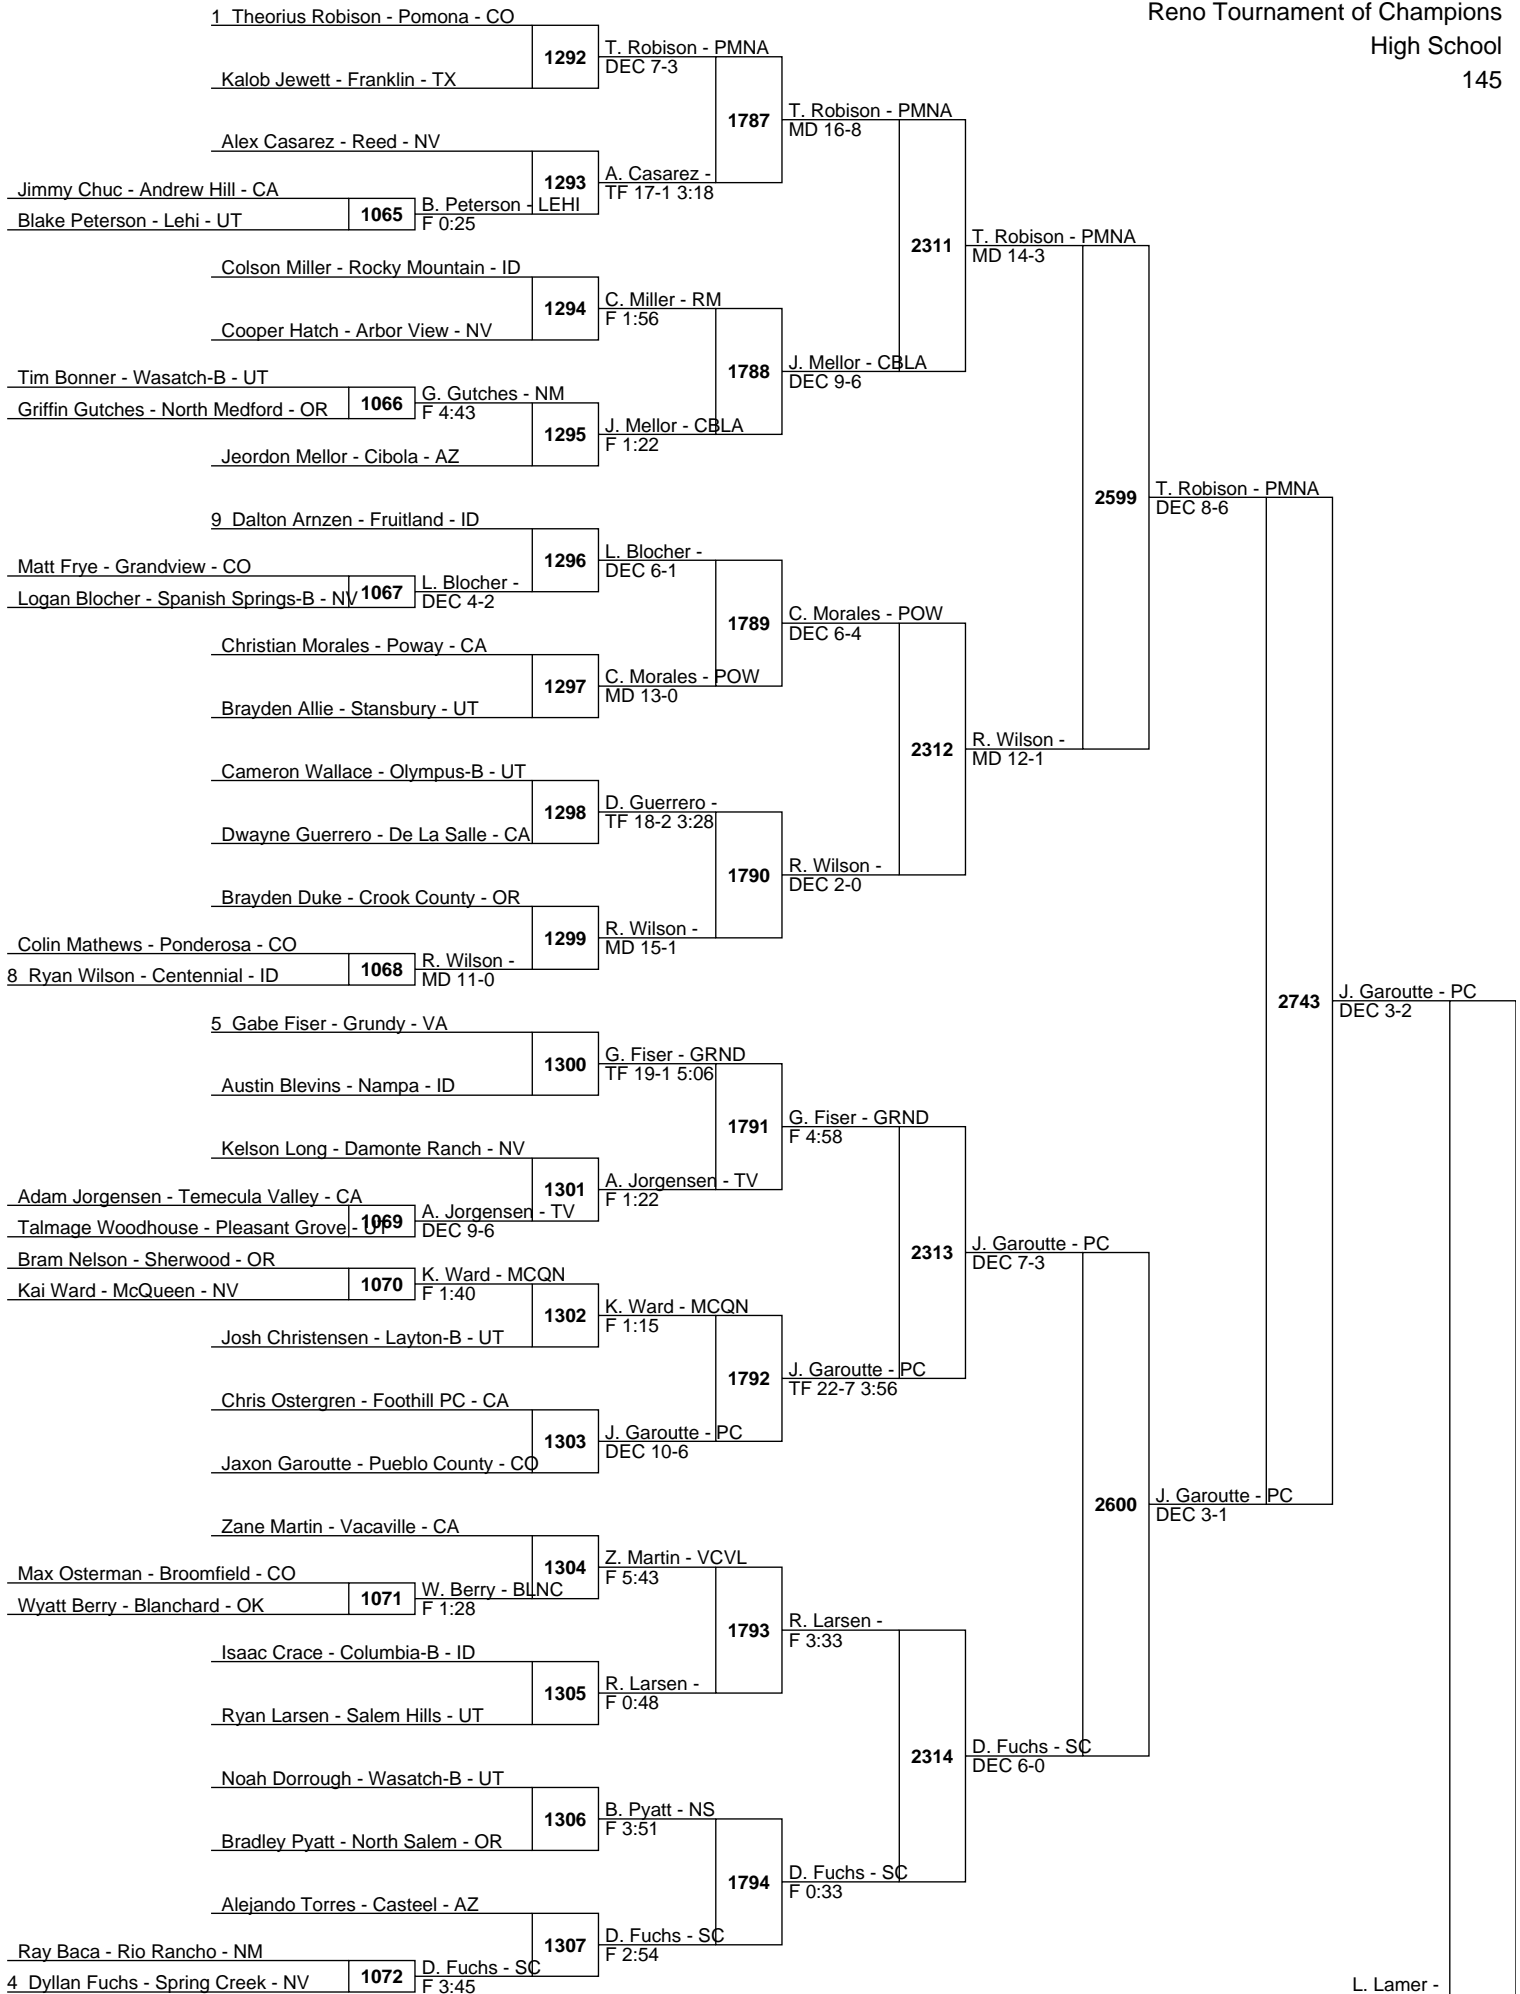 Reno Tournament of Champions
High School
145
1 Theorius Robison - Pomona - CO
1292
T. Robison - PMNA
DEC 7-3
Kalob Jewett - Franklin - TX
1787
T. Robison - PMNA
MD 16-8
Alex Casarez - Reed - NV
1293
A. Casarez -
TF 17-1 3:18
Jimmy Chuc - Andrew Hill - CA
1065
B. Peterson - LEHI
F 0:25
Blake Peterson - Lehi - UT
2311
T. Robison - PMNA
MD 14-3
Colson Miller - Rocky Mountain - ID
1294
C. Miller - RM
F 1:56
Cooper Hatch - Arbor View - NV
1788
J. Mellor - CBLA
DEC 9-6
Tim Bonner - Wasatch-B - UT
1066
G. Gutches - NM
F 4:43
Griffin Gutches - North Medford - OR
1295
J. Mellor - CBLA
F 1:22
Jeordon Mellor - Cibola - AZ
2599
T. Robison - PMNA
DEC 8-6
9 Dalton Arnzen - Fruitland - ID
1296
L. Blocher -
DEC 6-1
Matt Frye - Grandview - CO
1067
L. Blocher -
DEC 4-2
Logan Blocher - Spanish Springs-B - NV
1789
C. Morales - POW
DEC 6-4
Christian Morales - Poway - CA
1297
C. Morales - POW
MD 13-0
Brayden Allie - Stansbury - UT
2312
R. Wilson -
MD 12-1
Cameron Wallace - Olympus-B - UT
1298
D. Guerrero -
TF 18-2 3:28
Dwayne Guerrero - De La Salle - CA
1790
R. Wilson -
DEC 2-0
Brayden Duke - Crook County - OR
1299
R. Wilson -
MD 15-1
Colin Mathews - Ponderosa - CO
1068
R. Wilson -
MD 11-0
8 Ryan Wilson - Centennial - ID
2743
J. Garoutte - PC
DEC 3-2
5 Gabe Fiser - Grundy - VA
1300
G. Fiser - GRND
TF 19-1 5:06
Austin Blevins - Nampa - ID
1791
G. Fiser - GRND
F 4:58
Kelson Long - Damonte Ranch - NV
1301
A. Jorgensen - TV
F 1:22
Adam Jorgensen - Temecula Valley - CA
1069
A. Jorgensen - TV
DEC 9-6
Talmage Woodhouse - Pleasant Grove - UT
2313
J. Garoutte - PC
DEC 7-3
Bram Nelson - Sherwood - OR
1070
K. Ward - MCQN
F 1:40
Kai Ward - McQueen - NV
1302
K. Ward - MCQN
F 1:15
Josh Christensen - Layton-B - UT
1792
J. Garoutte - PC
TF 22-7 3:56
Chris Ostergren - Foothill PC - CA
1303
J. Garoutte - PC
DEC 10-6
Jaxon Garoutte - Pueblo County - CO
2600
J. Garoutte - PC
DEC 3-1
Zane Martin - Vacaville - CA
1304
Z. Martin - VCVL
F 5:43
Max Osterman - Broomfield - CO
1071
W. Berry - BLNC
F 1:28
Wyatt Berry - Blanchard - OK
1793
R. Larsen -
F 3:33
Isaac Crace - Columbia-B - ID
1305
R. Larsen -
F 0:48
Ryan Larsen - Salem Hills - UT
2314
D. Fuchs - SC
DEC 6-0
Noah Dorrough - Wasatch-B - UT
1306
B. Pyatt - NS
F 3:51
Bradley Pyatt - North Salem - OR
1794
D. Fuchs - SC
F 0:33
Alejando Torres - Casteel - AZ
1307
D. Fuchs - SC
F 2:54
Ray Baca - Rio Rancho - NM
1072
D. Fuchs - SC
F 3:45
4 Dyllan Fuchs - Spring Creek - NV
L. Lamer -